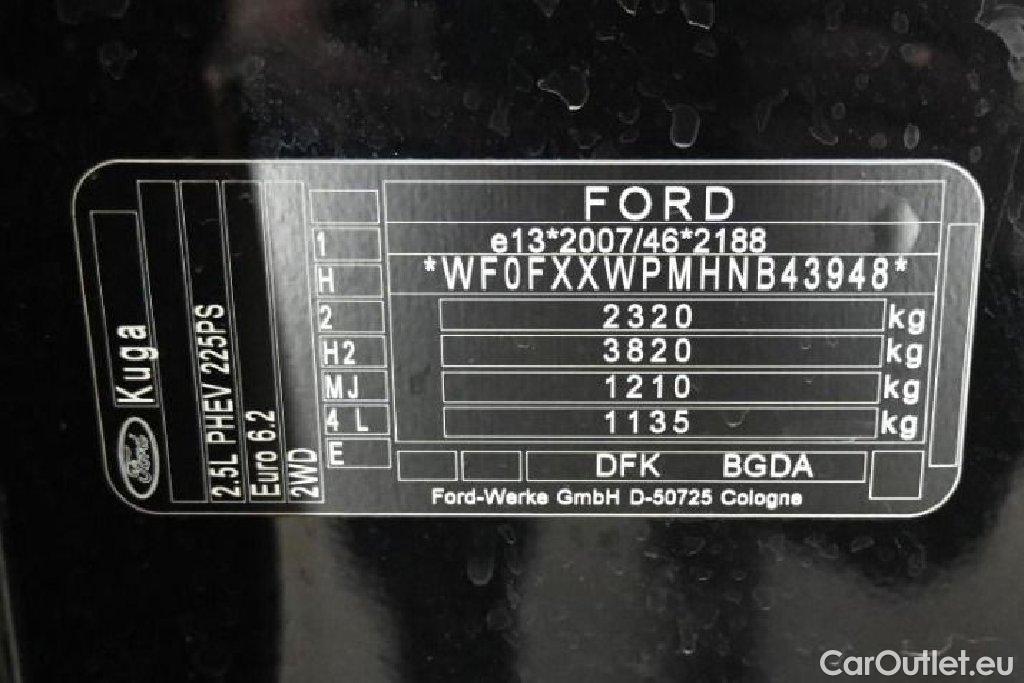 FORD
e13*2007/46*2188
*WF0FXXWPMHNB43948*
2320 kg
3820 kg
1210 kg
1135 kg
DFK BGDA
Ford-Werke GmbH D-50725 Cologne
1
H
2
H2
MJ
4 L
E
Ford
Kuga
2.5L PHEV 225PS
Euro 6.2
2WD
CarOutlet.eu